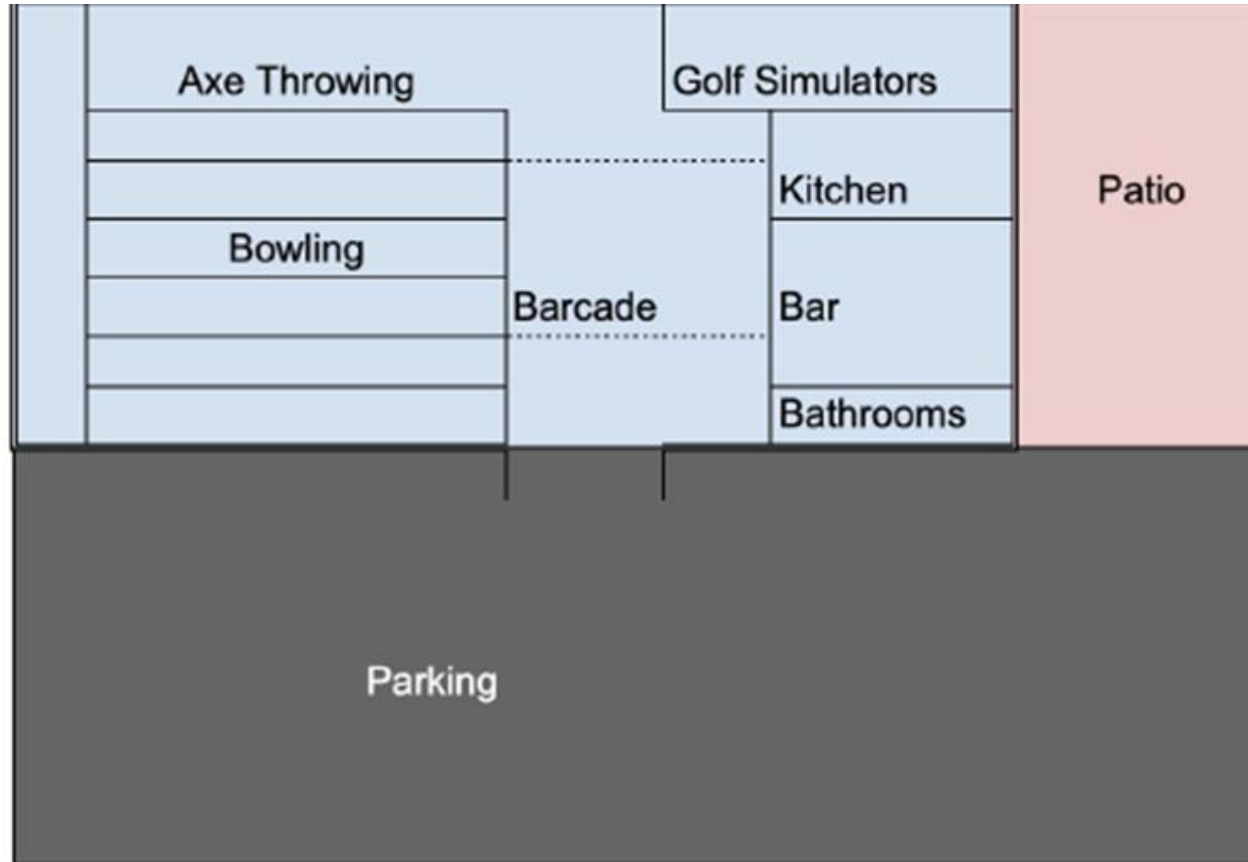 Axe Throwing
Golf Simulators
Kitchen
Patio
Bowling
Barcade
Bar
Bathrooms
Parking